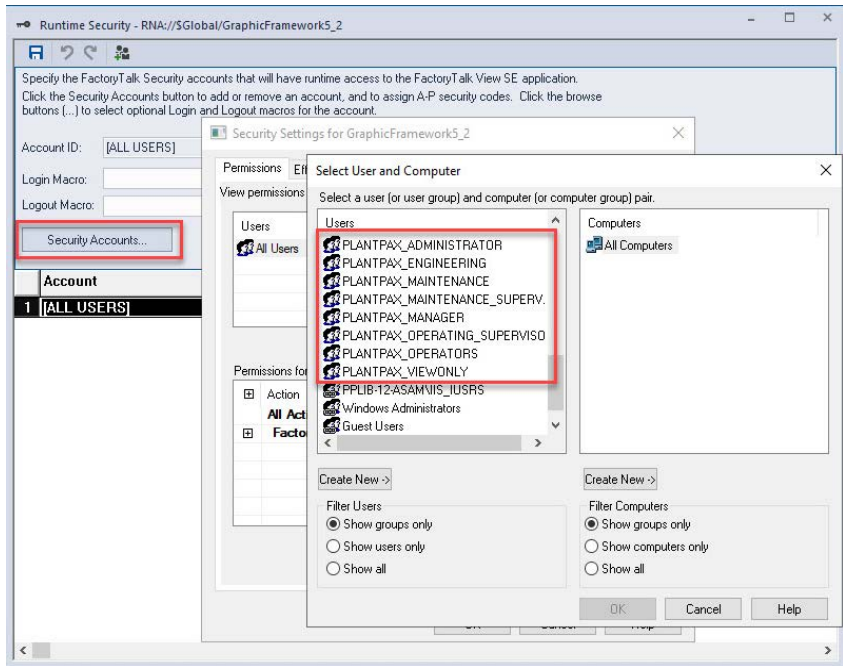 Runtime Security - RNA://$Global/GraphicFramework5_2
Specify the FactoryTalk Security accounts that will have runtime access to the FactoryTalk View SE application.
Click the Security Accounts button to add or remove an account, and to assign A-P security codes. Click the browse
buttons (...) to select optional Login and Logout macros for the account.
Account ID: [ALL USERS]
Login Macro:
Logout Macro:
Security Accounts...
Account
1 [ALL USERS]
Security Settings for GraphicFramework5_2
Permissions
View permissions
Users
All Users
Permissions for
Action
All
Select User and Computer
Select a user (or user group) and computer (or computer group) pair.
Users
PLANTPAX_ADMINISTRATOR
PLANTPAX_ENGINEERING
PLANTPAX_MAINTENANCE
PLANTPAX_MAINTENANCE_SUPERV.
PLANTPAX_MANAGER
PLANTPAX_OPERATING_SUPERVISO
PLANTPAX_OPERATORS
PLANTPAX_VIEWONLY
PPLIB-12-ASAM\IIS_IUSRS
Windows Administrators
Guest Users
Create New ->
Filter Users
Show groups only
Show users only
Show all
Computers
All Computers
Create New ->
Filter Computers
Show groups only
Show computers only
Show all
OK Cancel Help